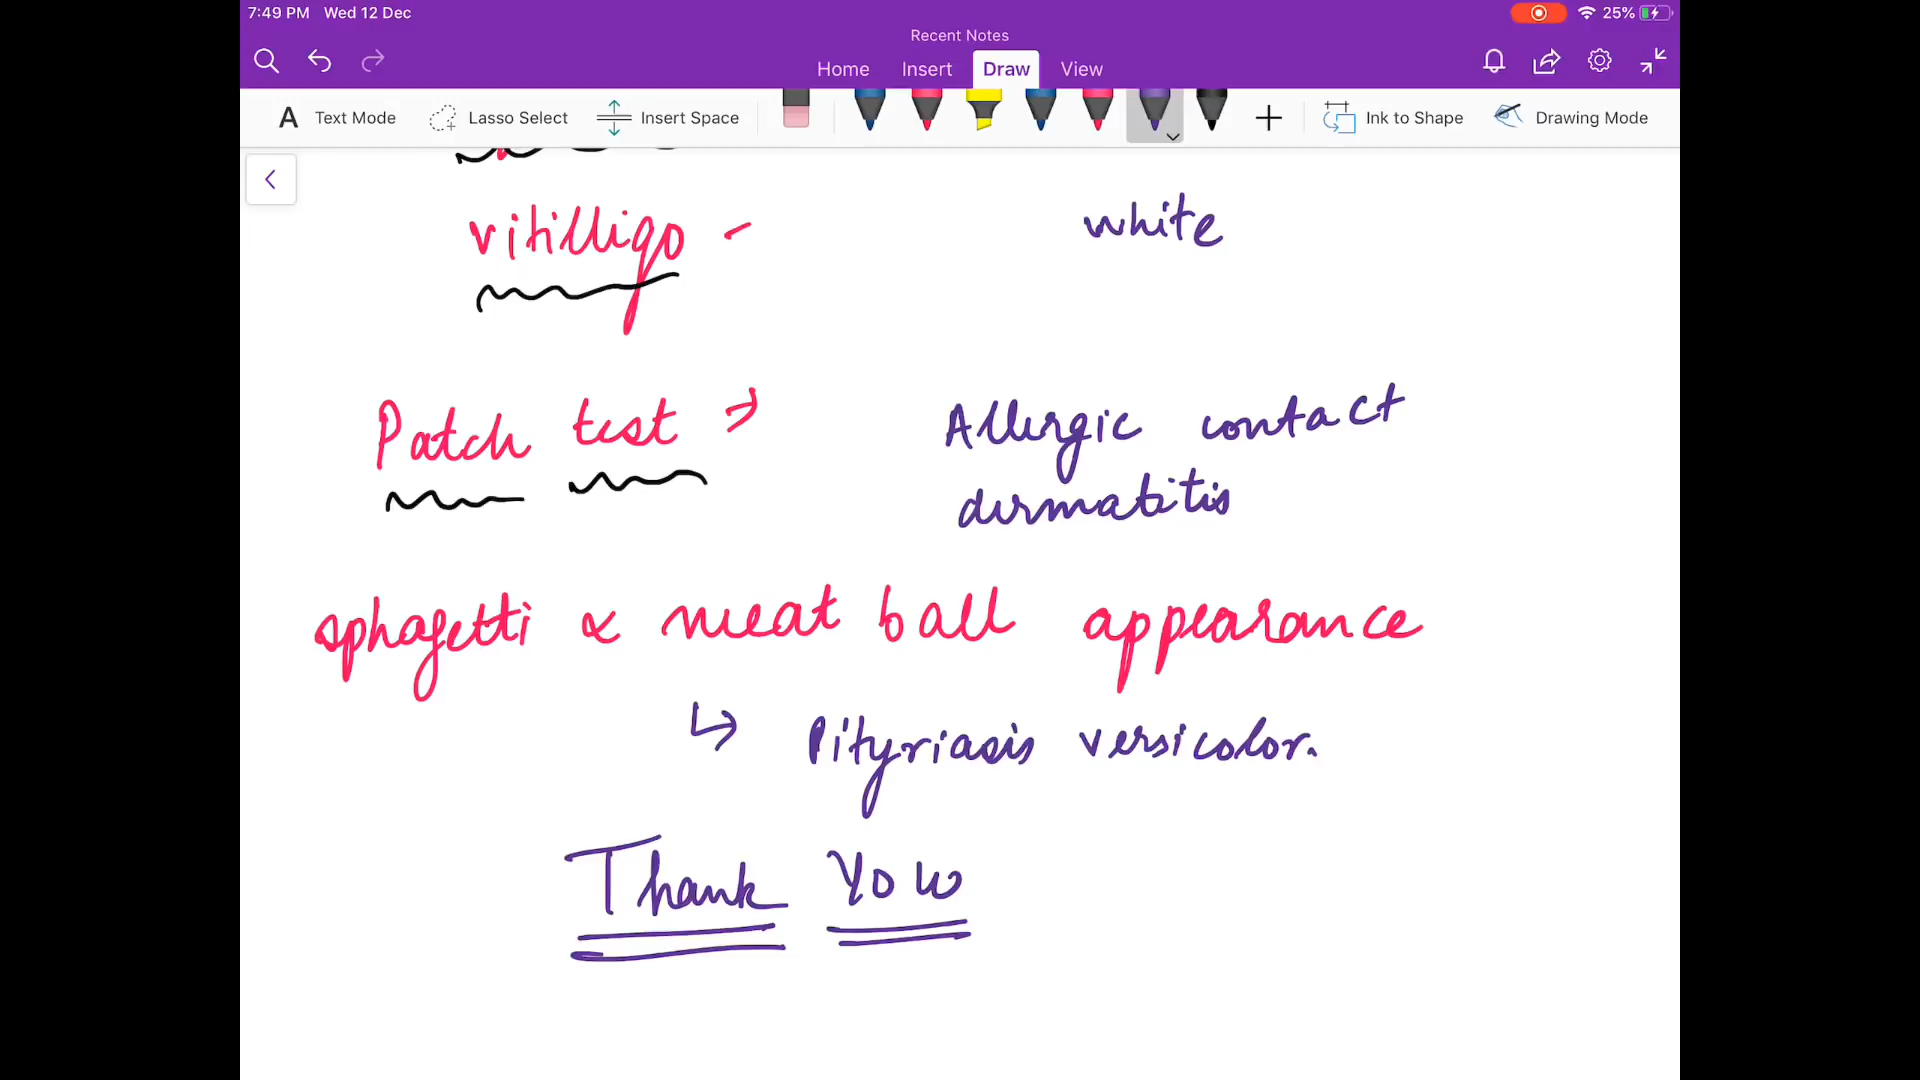 7:49 PM Wed 12 Dec 25%
Recent Notes
Home Insert Draw View
Text Mode Lasso Select Insert Space Ink to Shape Drawing Mode
vitilligo - white
Patch test → Allergic contact
dermatitis
sphagetti & meat ball appearance
↳ Pityriasis versicolor.
Thank You